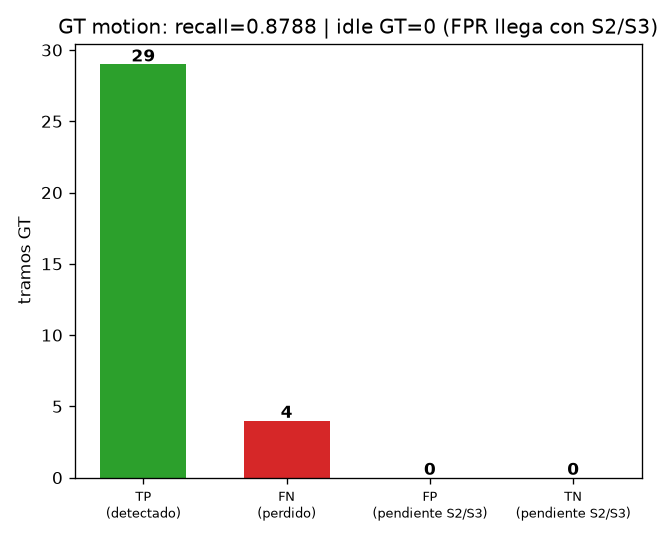 GT motion: recall=0.8788 | idle GT=0 (FPR llega con S2/S3)
tramos GT
30
25
20
15
10
5
0
29
4
0
0
TP
(detectado)
FN
(perdido)
FP
(pendiente S2/S3)
TN
(pendiente S2/S3)